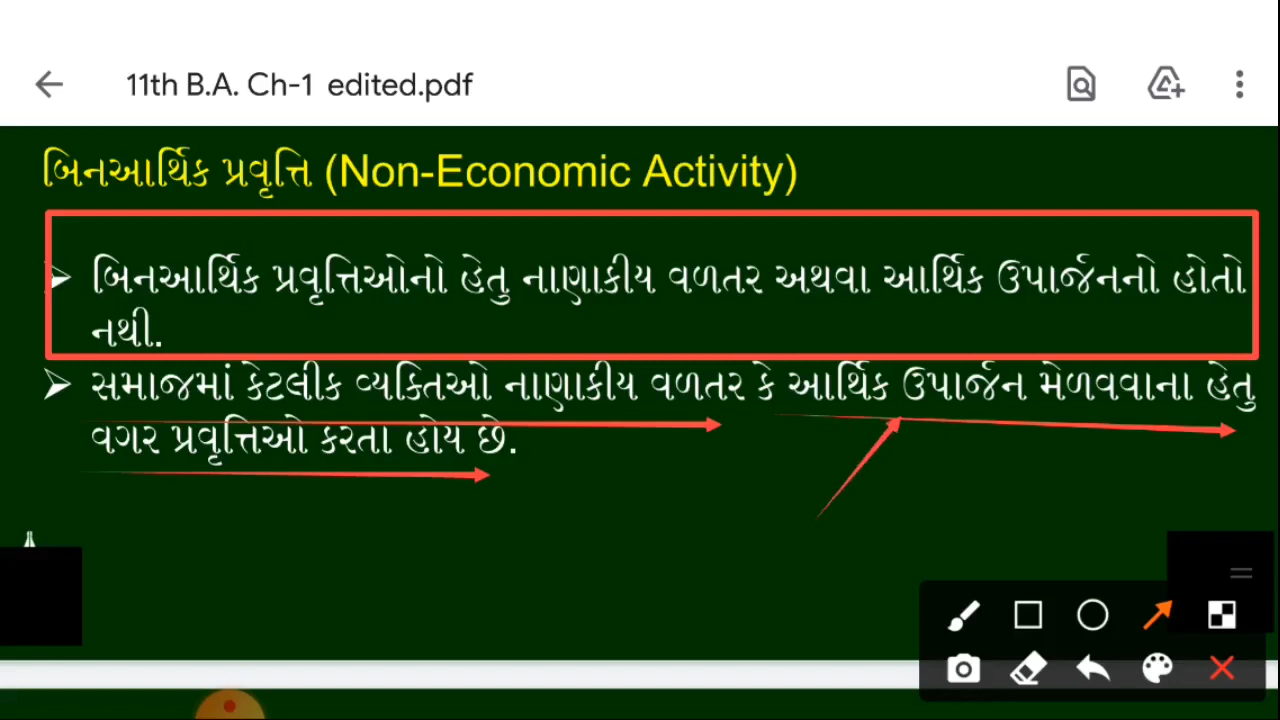 11th B.A. Ch-1 edited.pdf
બિનઆર્થિક પ્રવૃત્તિ (Non-Economic Activity)
➢ બિનઆર્થિક પ્રવૃત્તિઓનો હેતુ નાણાકીય વળતર અથવા આર્થિક ઉપાર્જનનો હોતો
નથી.
➢ સમાજમાં કેટલીક વ્યક્તિઓ નાણાકીય વળતર કે આર્થિક ઉપાર્જન મેળવવાના હેતુ
વગર પ્રવૃત્તિઓ કરતા હોય છે.